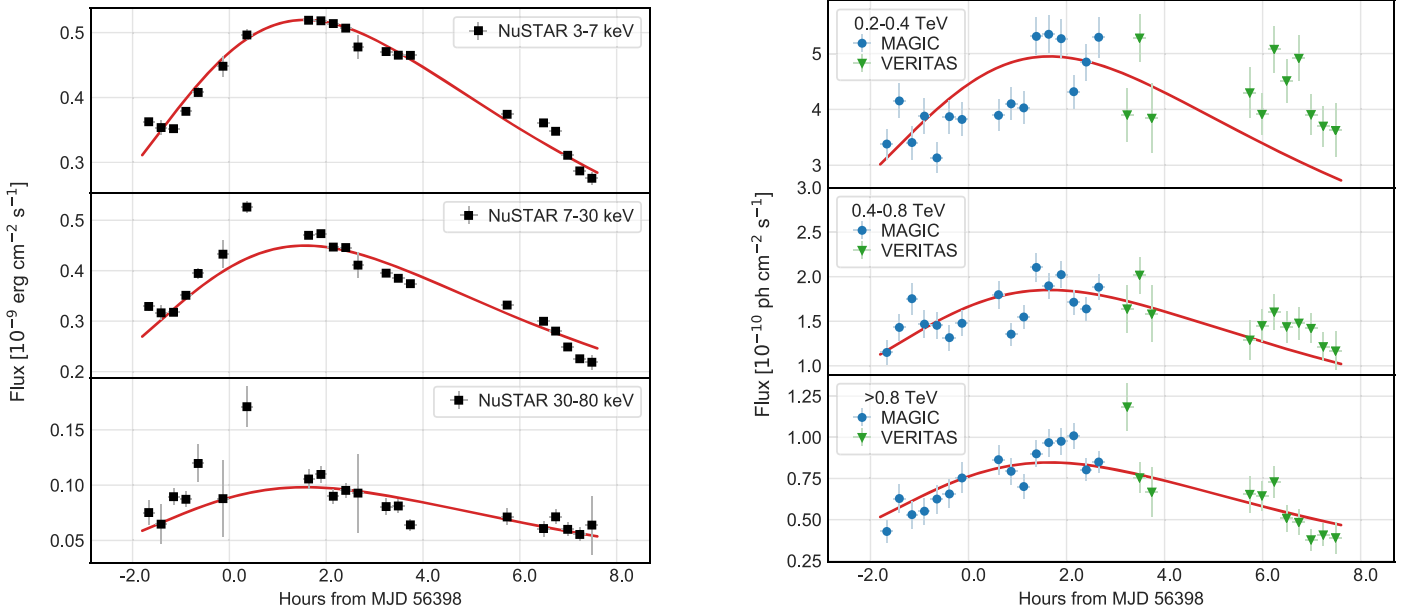 NuSTAR 3-7 keV
0.5
0.4
0.3
NuSTAR 7-30 keV
0.5
0.4
0.3
0.2
NuSTAR 30-80 keV
0.15
0.10
0.05
Flux [10⁻⁹ erg cm⁻² s⁻¹]
-2.0 0.0 2.0 4.0 6.0 8.0
Hours from MJD 56398
0.2-0.4 TeV
MAGIC
VERITAS
5
4
3
3.0
0.4-0.8 TeV
MAGIC
VERITAS
2.5
2.0
1.5
1.0
>0.8 TeV
MAGIC
VERITAS
1.25
1.00
0.75
0.50
0.25
Flux [10⁻¹⁰ ph cm⁻² s⁻¹]
-2.0 0.0 2.0 4.0 6.0 8.0
Hours from MJD 56398